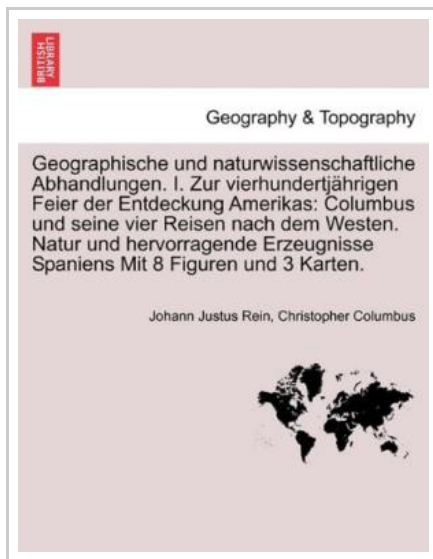 BRITISH
LIBRARY
Geography & Topography
Geographische und naturwissenschaftliche
Abhandlungen. I. Zur vierhundertjährigen
Feier der Entdeckung Amerikas: Columbus
und seine vier Reisen nach dem Westen.
Natur und hervorragende Erzeugnisse
Spaniens Mit 8 Figuren und 3 Karten.
Johann Justus Rein, Christopher Columbus